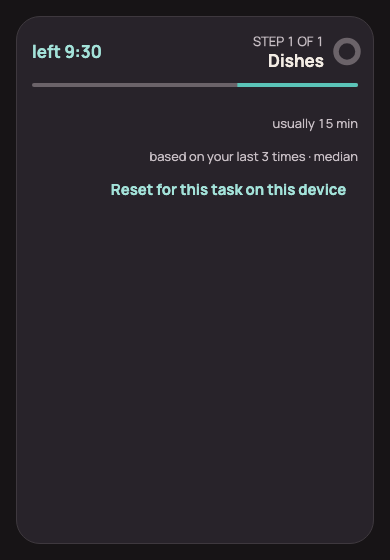 left 9:30
STEP 1 OF 1
Dishes
usually 15 min
based on your last 3 times · median
Reset for this task on this device